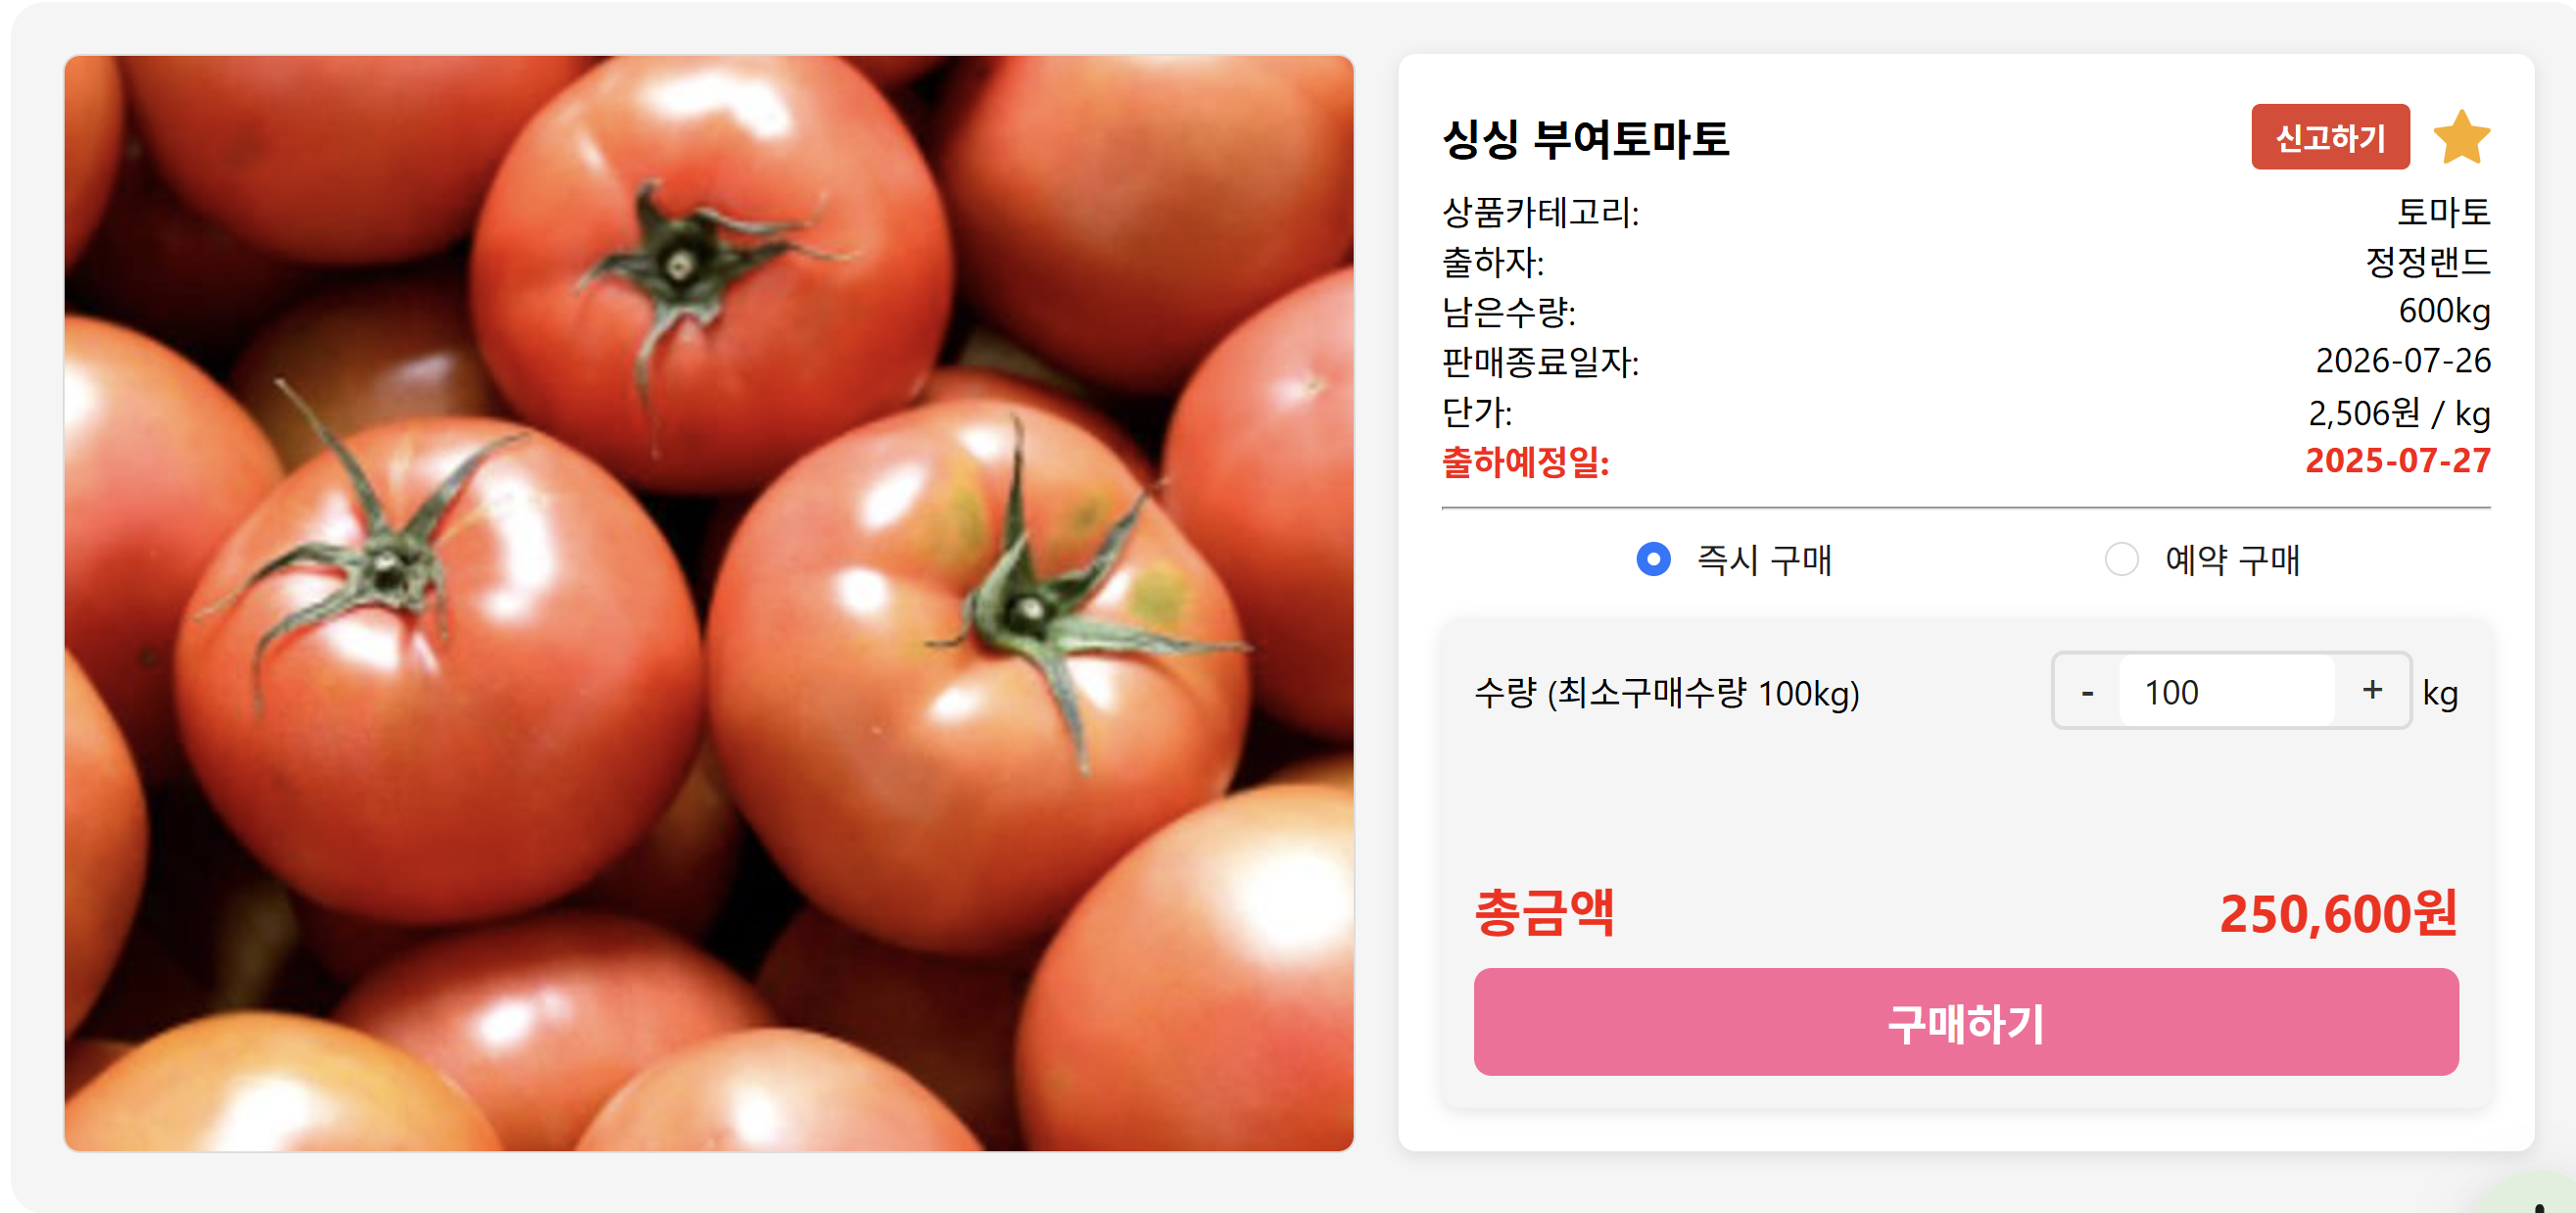 싱싱 부여토마토 신고하기
상품카테고리: 토마토
출하자: 정정랜드
남은수량: 600kg
판매종료일자: 2026-07-26
단가: 2,506원 / kg
출하예정일: 2025-07-27
즉시 구매 예약 구매
수량 (최소구매수량 100kg) - 100 + kg
총금액 250,600원
구매하기